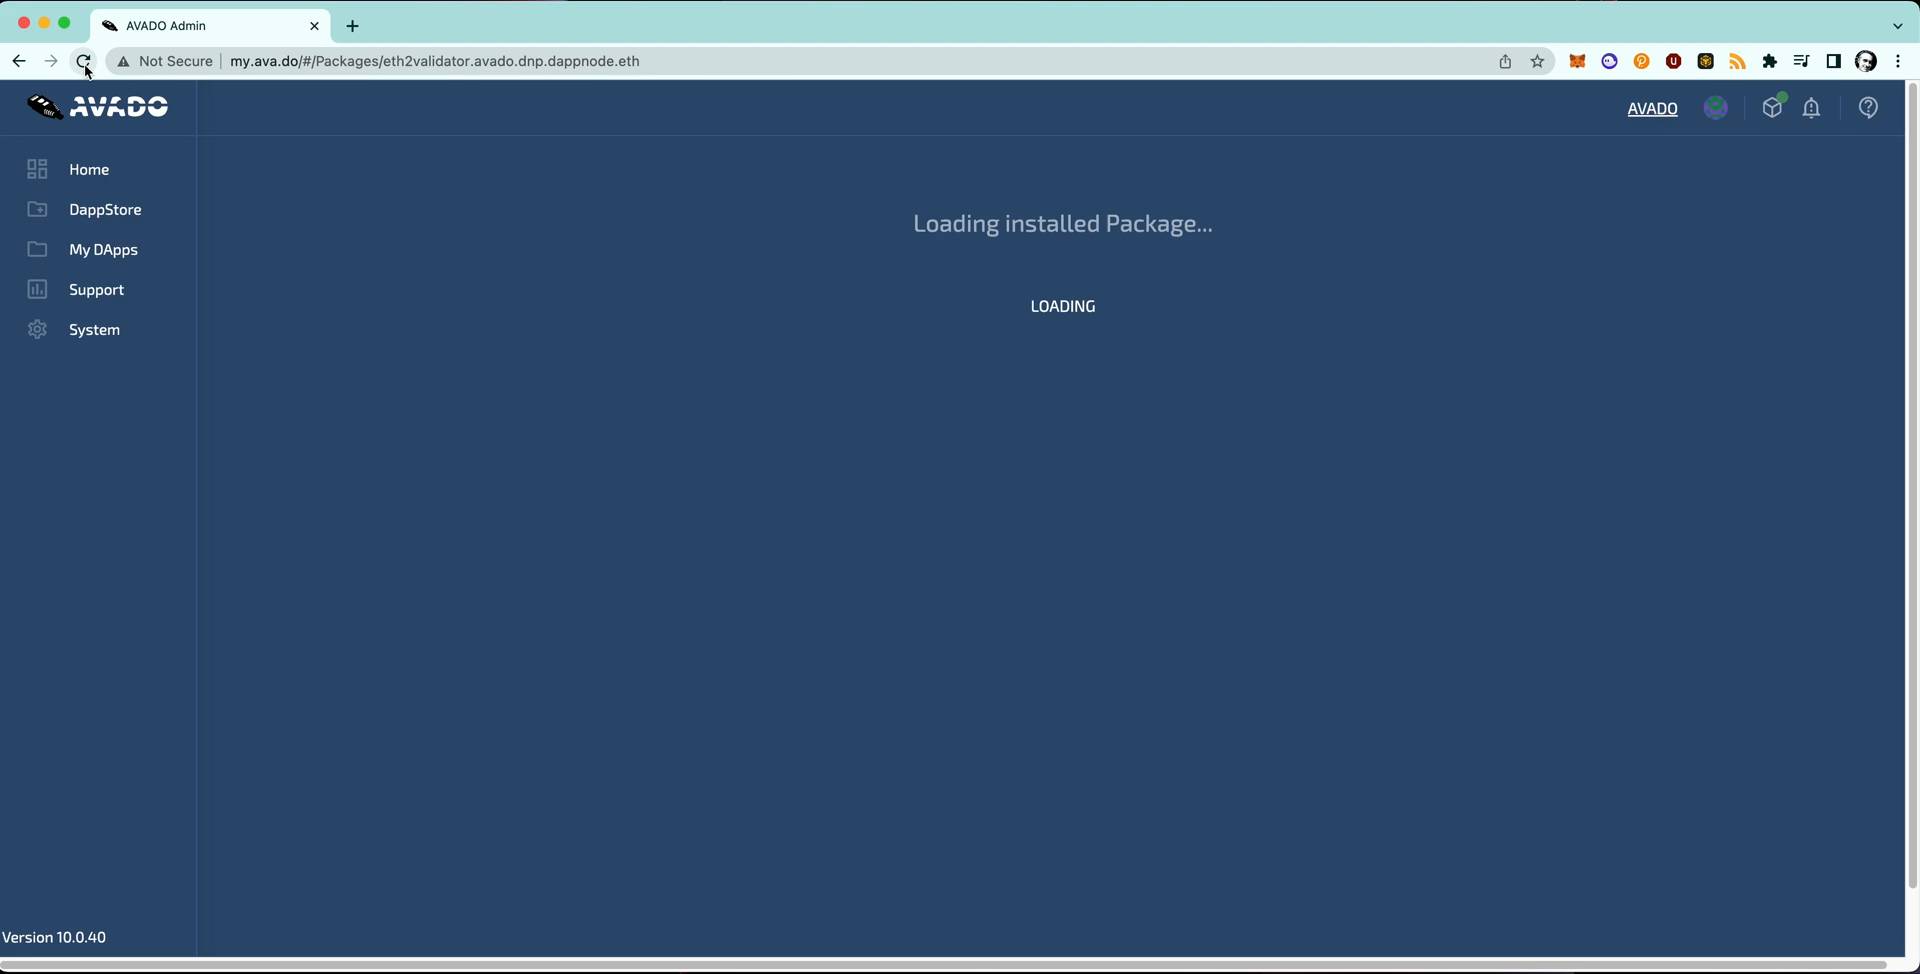 AVADO Admin
Not Secure
my.ava.do/#/Packages/eth2validator.avado.dnp.dappnode.eth
AVADO
AVADO
Home
DappStore
My DApps
Support
System
Loading installed Package...
LOADING
Version 10.0.40